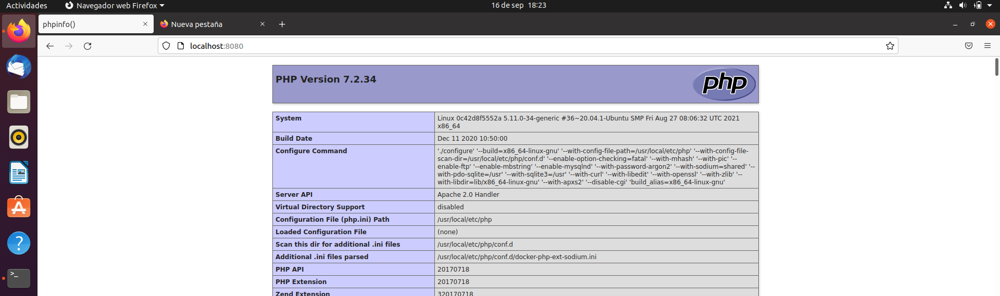 Actividades
Navegador web Firefox
16 de sep 18:23
phpinfo()
Nueva pestaña
localhost:8080
PHP Version 7.2.34
php
System
Linux 0c42d8f5552a 5.11.0-34-generic #36~20.04.1-Ubuntu SMP Fri Aug 27 08:06:32 UTC 2021
x86_64
Build Date
Dec 11 2020 10:50:00
Configure Command
'./configure' '--build=x86_64-linux-gnu' '--with-config-file-path=/usr/local/etc/php' '--with-config-file-
scan-dir=/usr/local/etc/php/conf.d' '--enable-option-checking=fatal' '--with-mhash' '--with-pic' '--
enable-ftp' '--enable-mbstring' '--enable-mysqlnd' '--with-password-argon2' '--with-sodium=shared' '--
with-pdo-sqlite=/usr' '--with-sqlite3=/usr' '--with-curl' '--with-libedit' '--with-openssl' '--with-zlib' '--
with-libdir=lib/x86_64-linux-gnu' '--with-apxs2' '--disable-cgi' 'build_alias=x86_64-linux-gnu'
Server API
Apache 2.0 Handler
Virtual Directory Support
disabled
Configuration File (php.ini) Path
/usr/local/etc/php
Loaded Configuration File
(none)
Scan this dir for additional .ini files
/usr/local/etc/php/conf.d
Additional .ini files parsed
/usr/local/etc/php/conf.d/docker-php-ext-sodium.ini
PHP API
20170718
PHP Extension
20170718
Zend Extension
320170718